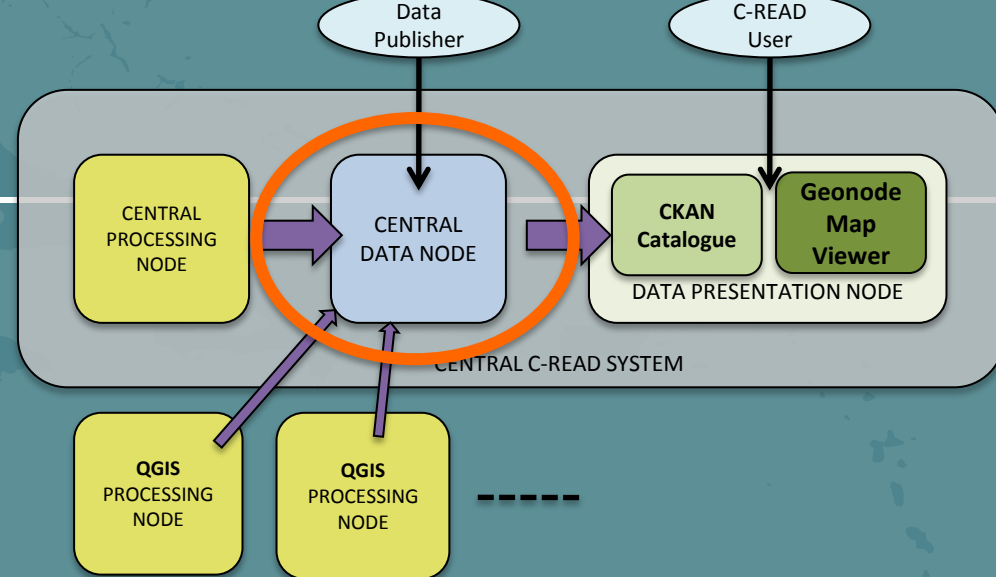 Data
Publisher
C-READ
User
CENTRAL
PROCESSING
NODE
CENTRAL
DATA NODE
CKAN
Catalogue
Geonode
Map
Viewer
DATA PRESENTATION NODE
CENTRAL C-READ SYSTEM
QGIS
PROCESSING
NODE
QGIS
PROCESSING
NODE